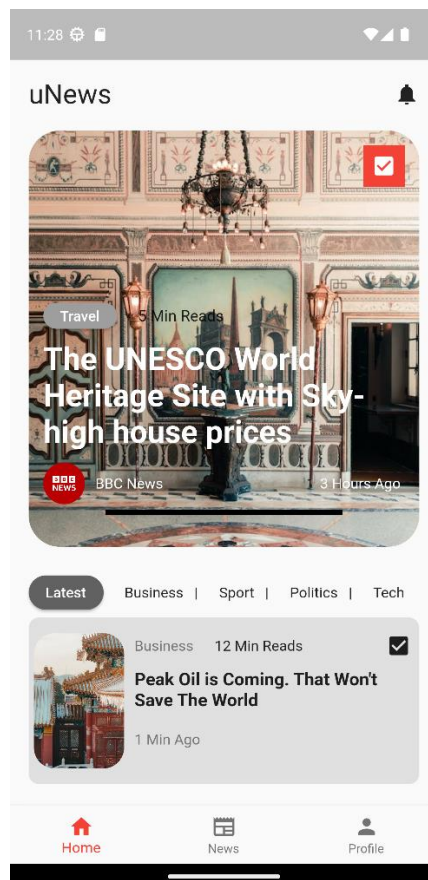 11:28
uNews
Travel 5 Min Reads
The UNESCO World
Heritage Site with Sky-
high house prices
BBC
NEWS
BBC News 3 Hours Ago
Latest Business | Sport | Politics | Tech
Business 12 Min Reads
Peak Oil is Coming. That Won't
Save The World
1 Min Ago
Home News Profile